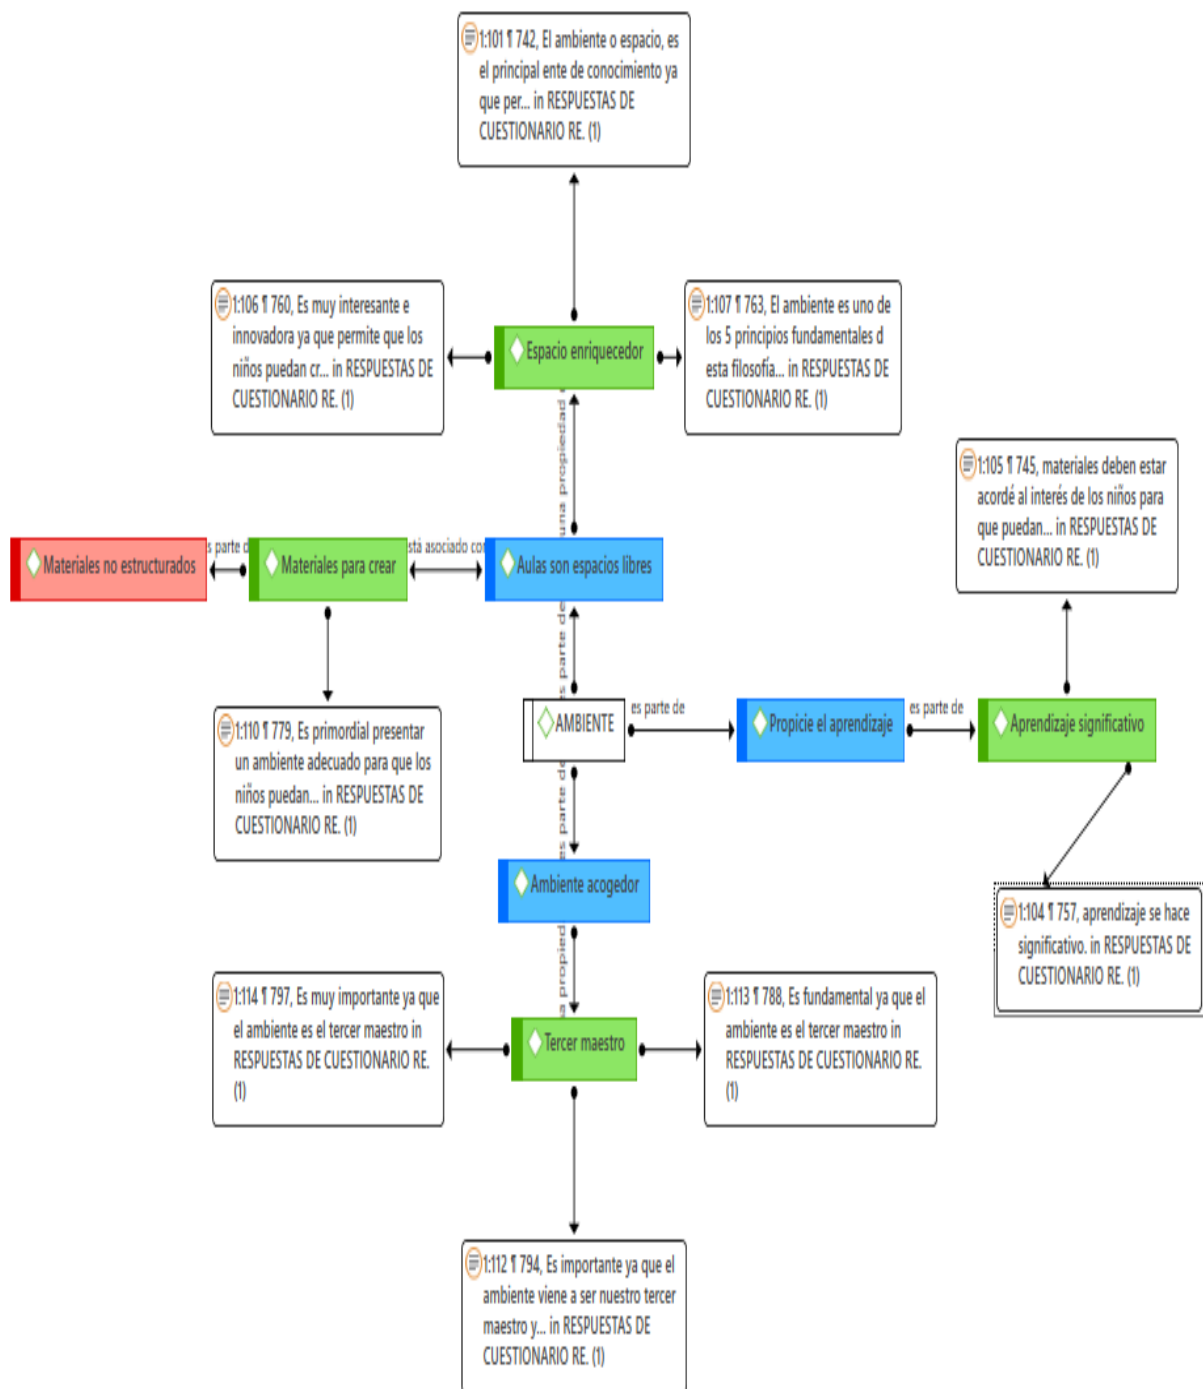 1:101 ¶ 742, El ambiente o espacio, es
el principal ente de conocimiento ya
que per... in RESPUESTAS DE
CUESTIONARIO RE. (1)
1:106 ¶ 760, Es muy interesante e
innovadora ya que permite que los
niños puedan cr... in RESPUESTAS DE
CUESTIONARIO RE. (1)
Espacio enriquecedor
1:107 ¶ 763, El ambiente es uno de
los 5 principios fundamentales d
esta filosofía... in RESPUESTAS DE
CUESTIONARIO RE. (1)
una propiedad
1:105 ¶ 745, materiales deben estar
acordé al interés de los niños para
que puedan... in RESPUESTAS DE
CUESTIONARIO RE. (1)
Materiales no estructurados
s parte d
Materiales para crear
stá asociado con
Aulas son espacios libres
es parte de
1:110 ¶ 779, Es primordial presentar
un ambiente adecuado para que los
niños puedan... in RESPUESTAS DE
CUESTIONARIO RE. (1)
AMBIENTE
es parte de
Propicie el aprendizaje
es parte de
Aprendizaje significativo
es parte de
Ambiente acogedor
1:104 ¶ 757, aprendizaje se hace
significativo. in RESPUESTAS DE
CUESTIONARIO RE. (1)
a propied
1:114 ¶ 797, Es muy importante ya que
el ambiente es el tercer maestro in
RESPUESTAS DE CUESTIONARIO RE.
(1)
Tercer maestro
1:113 ¶ 788, Es fundamental ya que el
ambiente es el tercer maestro in
RESPUESTAS DE CUESTIONARIO RE.
(1)
1:112 ¶ 794, Es importante ya que el
ambiente viene a ser nuestro tercer
maestro y... in RESPUESTAS DE
CUESTIONARIO RE. (1)